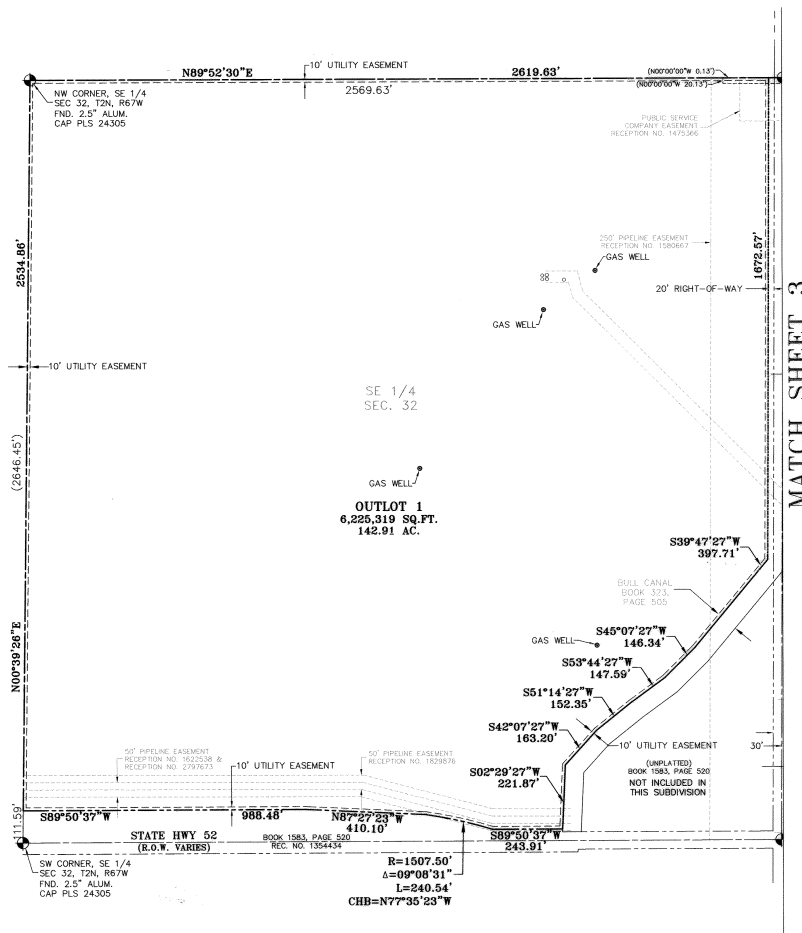 N89°52'30"E
10' UTILITY EASEMENT
2619.63'
(N00°00'00"W 0.13')
2569.63'
(N00°00'00"W 20.13')
NW CORNER, SE 1/4
SEC 32, T2N, R67W
FND. 2.5" ALUM.
CAP PLS 24305
PUBLIC SERVICE
COMPANY EASEMENT
RECEPTION NO. 1475366
2534.86'
250' PIPELINE EASEMENT
RECEPTION NO. 1580667
GAS WELL
1672.57'
20' RIGHT-OF-WAY
MATCH SHEET 3
GAS WELL
10' UTILITY EASEMENT
SE 1/4
SEC. 32
(2646.45')
GAS WELL
OUTLOT 1
6,225,319 SQ.FT.
142.91 AC.
S39°47'27"W
397.71'
BULL CANAL
BOOK 323,
PAGE 505
N00°39'26"E
GAS WELL
S45°07'27"W
146.34'
S53°44'27"W
147.59'
S51°14'27"W
152.35'
S42°07'27"W
163.20'
10' UTILITY EASEMENT
30'
50' PIPELINE EASEMENT
RECEPTION NO. 1622538 &
RECEPTION NO. 2797673
50' PIPELINE EASEMENT
RECEPTION NO. 1829876
10' UTILITY EASEMENT
S02°29'27"W
221.87'
(UNPLATTED)
BOOK 1583, PAGE 520
NOT INCLUDED IN
THIS SUBDIVISION
111.59'
S89°50'37"W
988.48'
N87°27'23"W
410.10'
STATE HWY 52
(R.O.W. VARIES)
BOOK 1583, PAGE 520
REC. NO. 1354434
S89°50'37"W
243.91'
SW CORNER, SE 1/4
SEC 32, T2N, R67W
FND. 2.5" ALUM.
CAP PLS 24305
R=1507.50'
Δ=09°08'31"
L=240.54'
CHB=N77°35'23"W